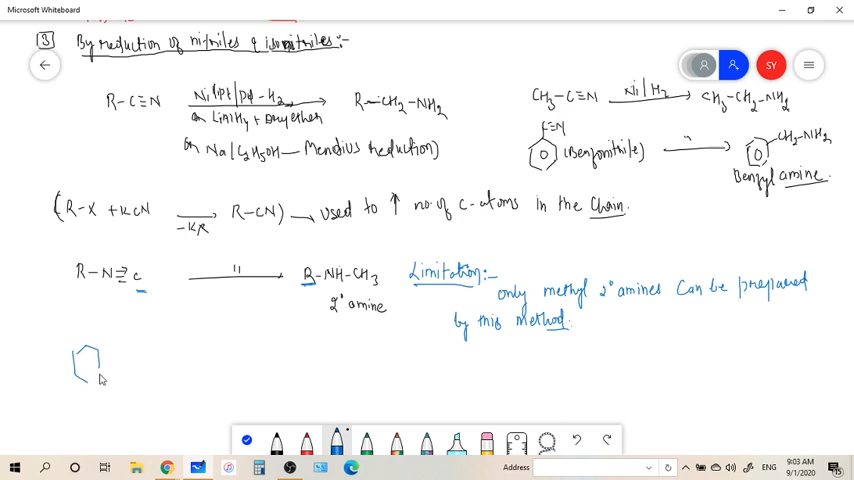 Microsoft Whiteboard
3 By reduction of nitriles & isonitriles:-
R-C≡N Ni/Pt/Pd-H2 R-CH2-NH2
or LiAlH4 + Dry ether
or Na/C2H5OH — Mendius Reduction)
CH3-C≡N Ni/H2 CH3-CH2-NH2
C≡N (Benzonitrile) " CH2-NH2
Benzyl amine.
(R-X + KCN -KX R-CN) → used to ↑ no. of C-atoms in the Chain.
R-N≡C " R-NH-CH3
2° amine
Limitation:-
only methyl 2° amines can be prepared
by this method.
SY
Address
ENG
9:03 AM
9/1/2020
15